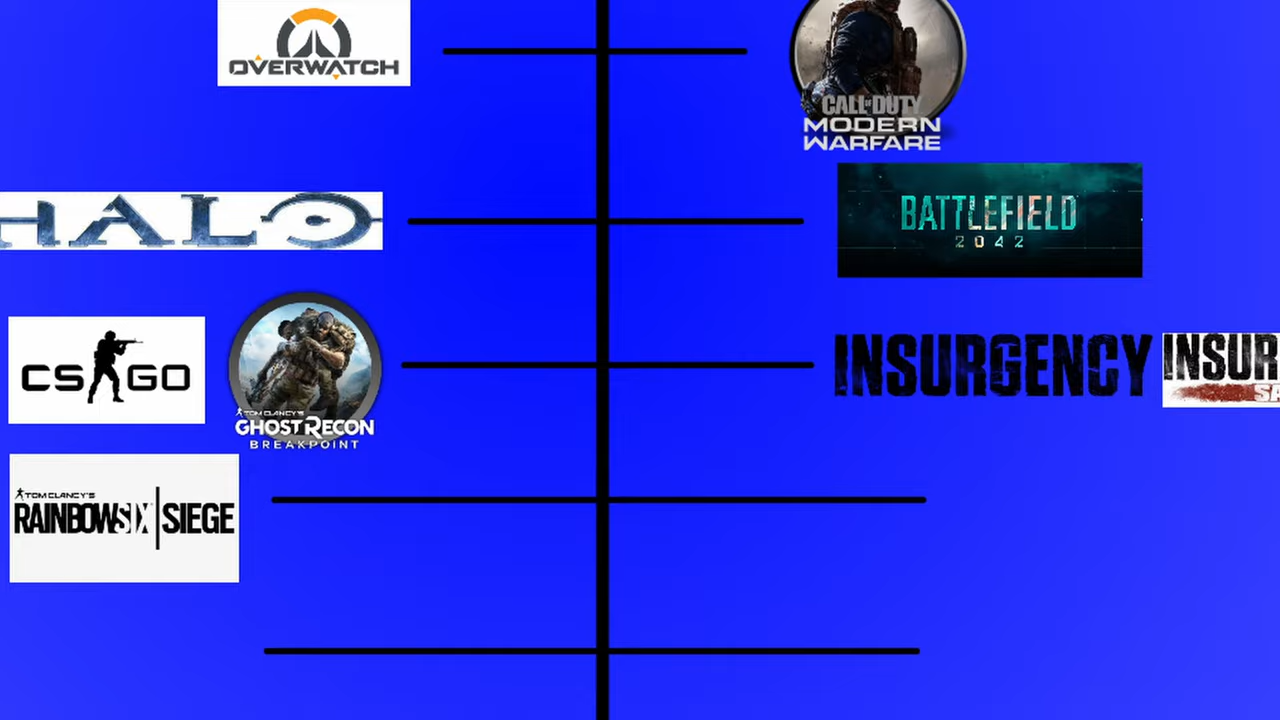 OVERWATCH
CALL OF DUTY
MODERN
WARFARE
HALO
BATTLEFIELD
2042
CS GO
TOM CLANCY'S
GHOST RECON
BREAKPOINT
INSURGENCY
INSUR
SA
TOM CLANCY'S
RAINBOW SIX | SIEGE